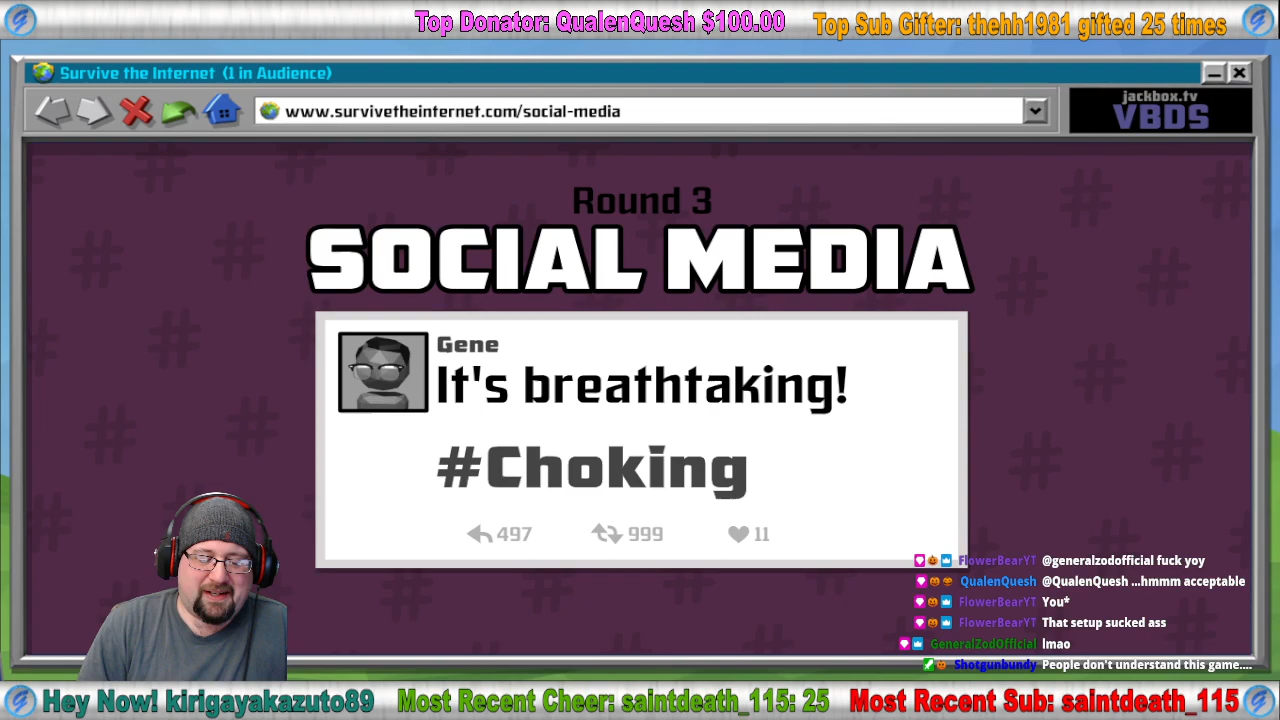 Top Donator: QualenQuesh $100.00
Top Sub Gifter: thehh1981 gifted 25 times
Survive the Internet (1 in Audience)
www.survivetheinternet.com/social-media
jackbox.tv
VBDS
Round 3
SOCIAL MEDIA
Gene
It's breathtaking!
#Choking
497 999 11
FlowerBearYT @generalzodofficial fuck yoy
QualenQuesh @QualenQuesh ...hmmm acceptable
FlowerBearYT You*
FlowerBearYT That setup sucked ass
GeneralZodOfficial lmao
Shotgunbundy People don't understand this game....
Hey Now! kirigayakazuto89
Most Recent Cheer: saintdeath_115: 25
Most Recent Sub: saintdeath_115